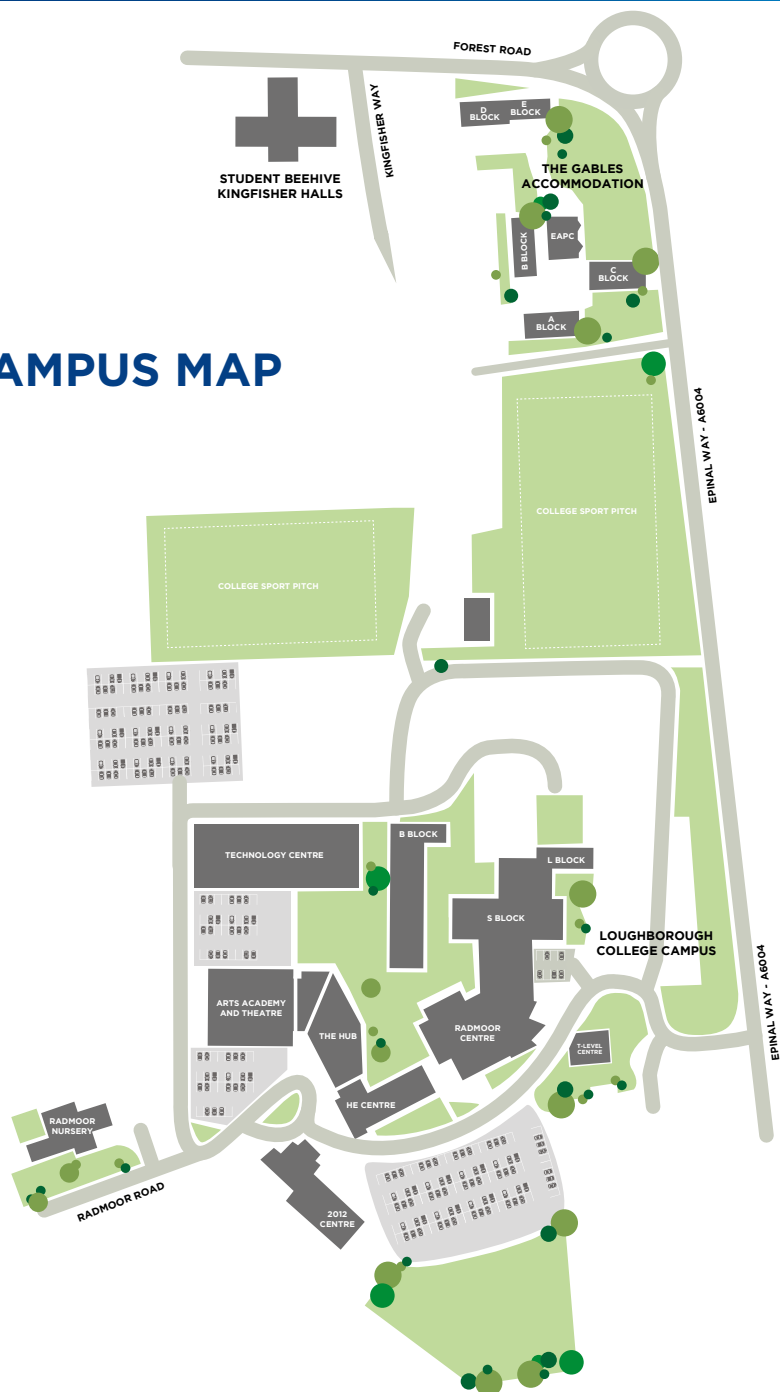 FOREST ROAD
KINGFISHER WAY
D
BLOCK
E
BLOCK
STUDENT BEEHIVE
KINGFISHER HALLS
THE GABLES
ACCOMMODATION
B BLOCK
EAPC
C
BLOCK
A
BLOCK
AMPUS MAP
EPINAL WAY - A6004
COLLEGE SPORT PITCH
COLLEGE SPORT PITCH
B BLOCK
TECHNOLOGY CENTRE
L BLOCK
S BLOCK
LOUGHBOROUGH
COLLEGE CAMPUS
EPINAL WAY - A6004
ARTS ACADEMY
AND THEATRE
THE HUB
RADMOOR
CENTRE
T-LEVEL
CENTRE
HE CENTRE
RADMOOR
NURSERY
RADMOOR ROAD
2012
CENTRE